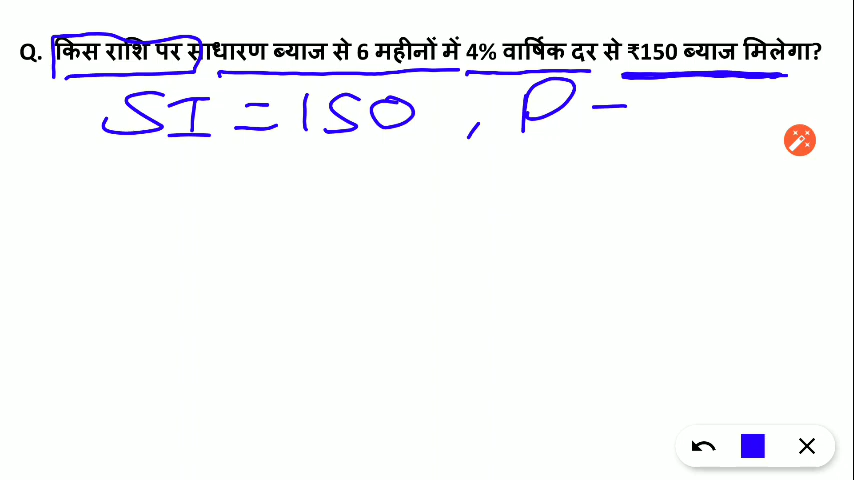 Q. किस राशि पर साधारण ब्याज से 6 महीनों में 4% वार्षिक दर से ₹150 ब्याज मिलेगा?
SI = 150 , P -